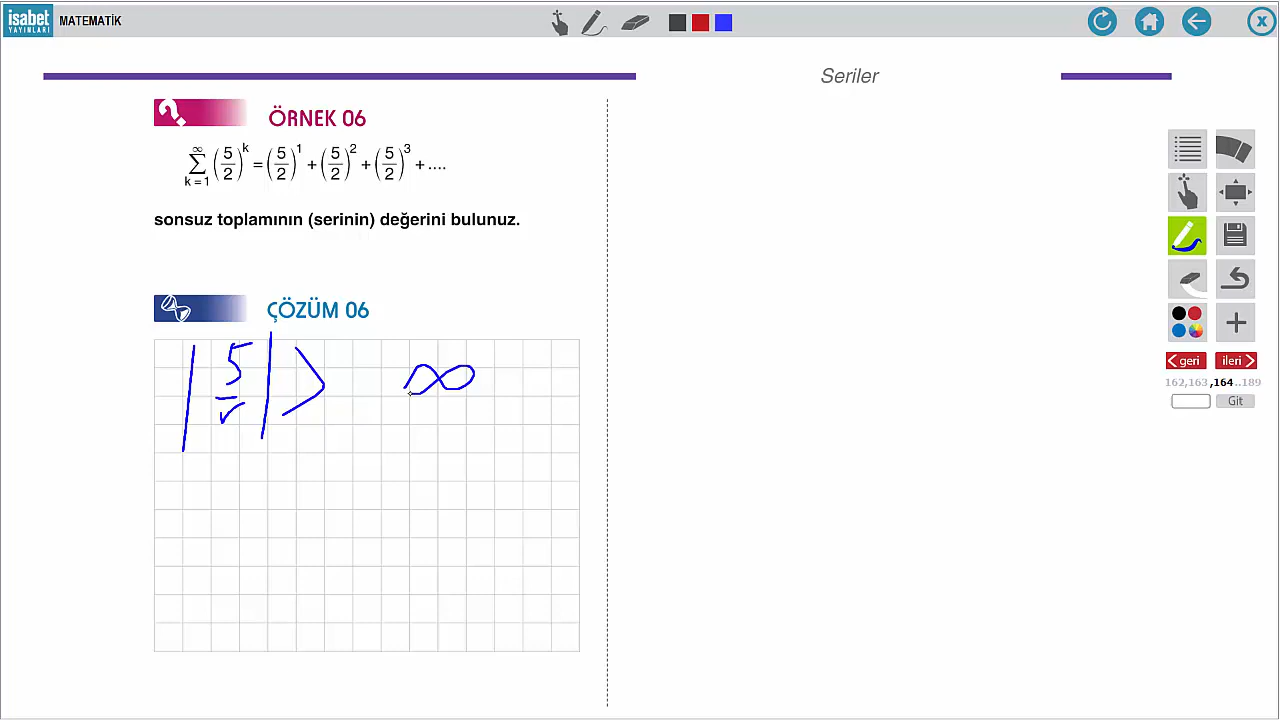 isabet
YAYINLARI
MATEMATİK
x
Seriler
?
ÖRNEK 06
∞ ∑ k = 1 (5/2)^k = (5/2)^1 + (5/2)^2 + (5/2)^3 + ....
sonsuz toplamının (serinin) değerini bulunuz.
ÇÖZÜM 06
|5/2| > ∞
geri
ileri
162,163,164..189
Git